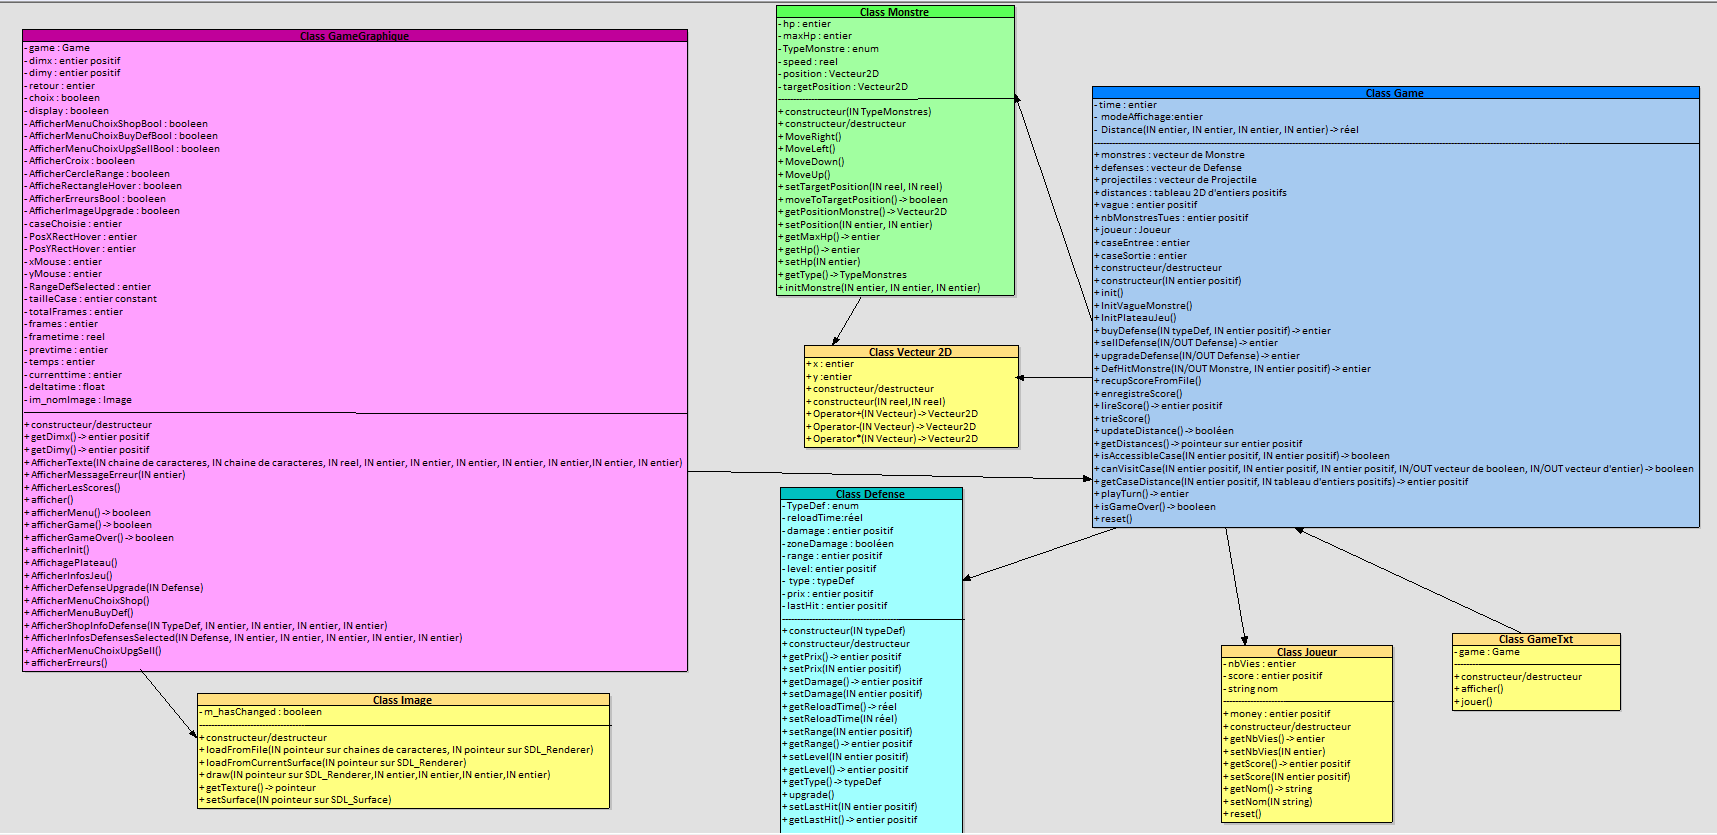 Class GameGraphique
- game : Game
- dimx : entier positif
- dimy : entier positif
- retour : entier
- choix : booleen
- display : booleen
- AfficherMenuChoixShopBool : booleen
- AfficherMenuChoixBuyDefBool : booleen
- AfficherMenuChoixUpgSellBool : booleen
- AfficherCroix : booleen
- AfficherCercleRange : booleen
- AfficheRectangleHover : booleen
- AfficherErreursBool : booleen
- AfficherImageUpgrade : booleen
- caseChoisie : entier
- PosXRectHover : entier
- PosYRectHover : entier
- xMouse : entier
- yMouse : entier
- RangeDefSelected : entier
- tailleCase : entier constant
- totalFrames : entier
- frames : entier
- frametime : reel
- prevtime : entier
- temps : entier
- currenttime : entier
- deltatime : float
- im_nomImage : Image
+ constructeur/destructeur
+ getDimx() -> entier positif
+ getDimy() -> entier positif
+ AfficherTexte(IN chaine de caracteres, IN chaine de caracteres, IN reel, IN entier, IN entier, IN entier, IN entier, IN entier,IN entier, IN entier)
+ AfficherMessageErreur(IN entier)
+ AfficherLesScores()
+ afficher()
+ afficherMenu() -> booleen
+ afficherGame() -> booleen
+ afficherGameOver() -> booleen
+ afficherInit()
+ AffichagePlateau()
+ AfficherInfosJeu()
+ AfficherDefenseUpgrade(IN Defense)
+ AfficherMenuChoixShop()
+ AfficherMenuBuyDef()
+ AfficherShopInfoDefense(IN TypeDef, IN entier, IN entier, IN entier, IN entier)
+ AfficherInfosDefensesSelected(IN Defense, IN entier, IN entier, IN entier, IN entier, IN entier)
+ AfficherMenuChoixUpgSell()
+ afficherErreurs()
Class Image
- m_hasChanged : booleen
+ constructeur/destructeur
+ loadFromFile(IN pointeur sur chaines de caracteres, IN pointeur sur SDL_Renderer)
+ loadFromCurrentSurface(IN pointeur sur SDL_Renderer)
+ draw(IN pointeur sur SDL_Renderer,IN entier,IN entier,IN entier,IN entier)
+ getTexture() -> pointeur
+ setSurface(IN pointeur sur SDL_Surface)
Class Monstre
- hp : entier
- maxHp : entier
- TypeMonstre : enum
- speed : reel
- position : Vecteur2D
- targetPosition : Vecteur2D
+ constructeur(IN TypeMonstres)
+ constructeur/destructeur
+ MoveRight()
+ MoveLeft()
+ MoveDown()
+ MoveUp()
+ setTargetPosition(IN reel, IN reel)
+ moveToTargetPosition() -> booleen
+ getPositionMonstre() -> Vecteur2D
+ setPosition(IN entier, IN entier)
+ getMaxHp() -> entier
+ getHp() -> entier
+ setHp(IN entier)
+ getType() -> TypeMonstres
+ initMonstre(IN entier, IN entier, IN entier)
Class Vecteur 2D
+ x : entier
+ y :entier
+ constructeur/destructeur
+ constructeur(IN reel,IN reel)
+ Operator+(IN Vecteur) -> Vecteur2D
+ Operator-(IN Vecteur) -> Vecteur2D
+ Operator*(IN Vecteur) -> Vecteur2D
Class Defense
- TypeDef : enum
- reloadTime:réel
- damage : entier positif
- zoneDamage : booléen
- range : entier positif
- level: entier positif
- type : typeDef
- prix : entier positif
- lastHit : entier positif
+ constructeur(IN typeDef)
+ constructeur/destructeur
+ getPrix() -> entier positif
+ setPrix(IN entier positif)
+ getDamage() -> entier positif
+ setDamage(IN entier positif)
+ getReloadTime() -> réel
+ setReloadTime(IN réel)
+ setRange(IN entier positif)
+ getRange() -> entier positif
+ setLevel(IN entier positif)
+ getLevel() -> entier positif
+ getType() -> typeDef
+ upgrade()
+ setLastHit(IN entier positif)
+ getLastHit() -> entier positif
Class Game
- time : entier
- modeAffichage:entier
- Distance(IN entier, IN entier, IN entier, IN entier) -> réel
+ monstres : vecteur de Monstre
+ defenses : vecteur de Defense
+ projectiles : vecteur de Projectile
+ distances : tableau 2D d'entiers positifs
+ vague : entier positif
+ nbMonstresTues : entier positif
+ joueur : Joueur
+ caseEntree : entier
+ caseSortie : entier
+ constructeur/destructeur
+ constructeur(IN entier positif)
+ init()
+ InitVagueMonstre()
+ InitPlateauJeu()
+ buyDefense(IN typeDef, IN entier positif) -> entier
+ sellDefense(IN/OUT Defense) -> entier
+ upgradeDefense(IN/OUT Defense) -> entier
+ DefHitMonstre(IN/OUT Monstre, IN entier positif) -> entier
+ recupScoreFromFile()
+ enregistreScore()
+ lireScore() -> entier positif
+ trieScore()
+ updateDistance() -> booléen
+ getDistances() -> pointeur sur entier positif
+ isAccessibleCase(IN entier positif, IN entier positif) -> booleen
+ canVisitCase(IN entier positif, IN entier positif, IN entier positif, IN/OUT vecteur de booleen, IN/OUT vecteur d'entier) -> booleen
+ getCaseDistance(IN entier positif, IN tableau d'entiers positifs) -> entier positif
+ playTurn() -> entier
+ isGameOver() -> booleen
+ reset()
Class Joueur
- nbVies : entier
- score : entier positif
- string nom
+ money : entier positif
+ constructeur/destructeur
+ getNbVies() -> entier
+ setNbVies(IN entier)
+ getScore() -> entier positif
+ setScore(IN entier positif)
+ getNom() -> string
+ setNom(IN string)
+ reset()
Class GameTxt
- game : Game
+ constructeur/destructeur
+ afficher()
+ jouer()